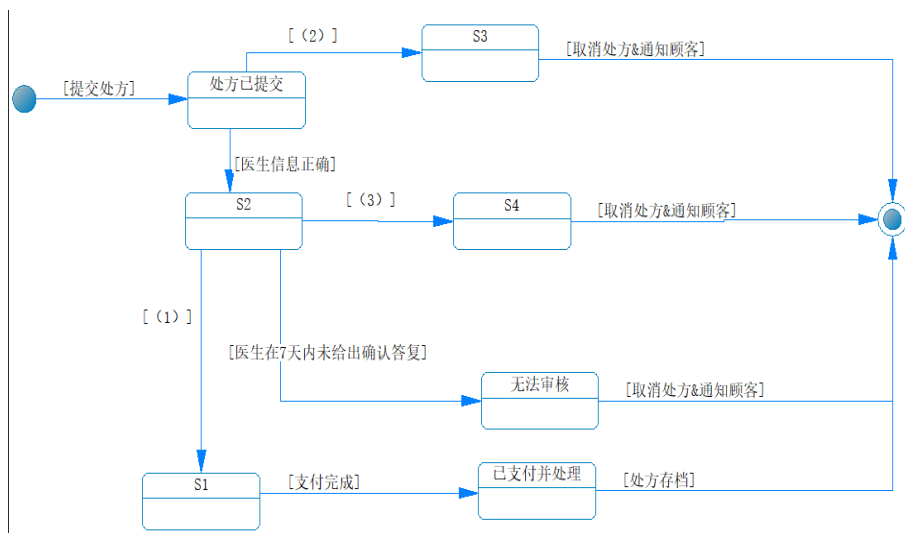 [（2）]
S3
[取消处方&通知顾客]
[提交处方]
处方已提交
[医生信息正确]
S2
[（3）]
S4
[取消处方&通知顾客]
[（1）]
[医生在7天内未给出确认答复]
无法审核
[取消处方&通知顾客]
S1
[支付完成]
已支付并处理
[处方存档]